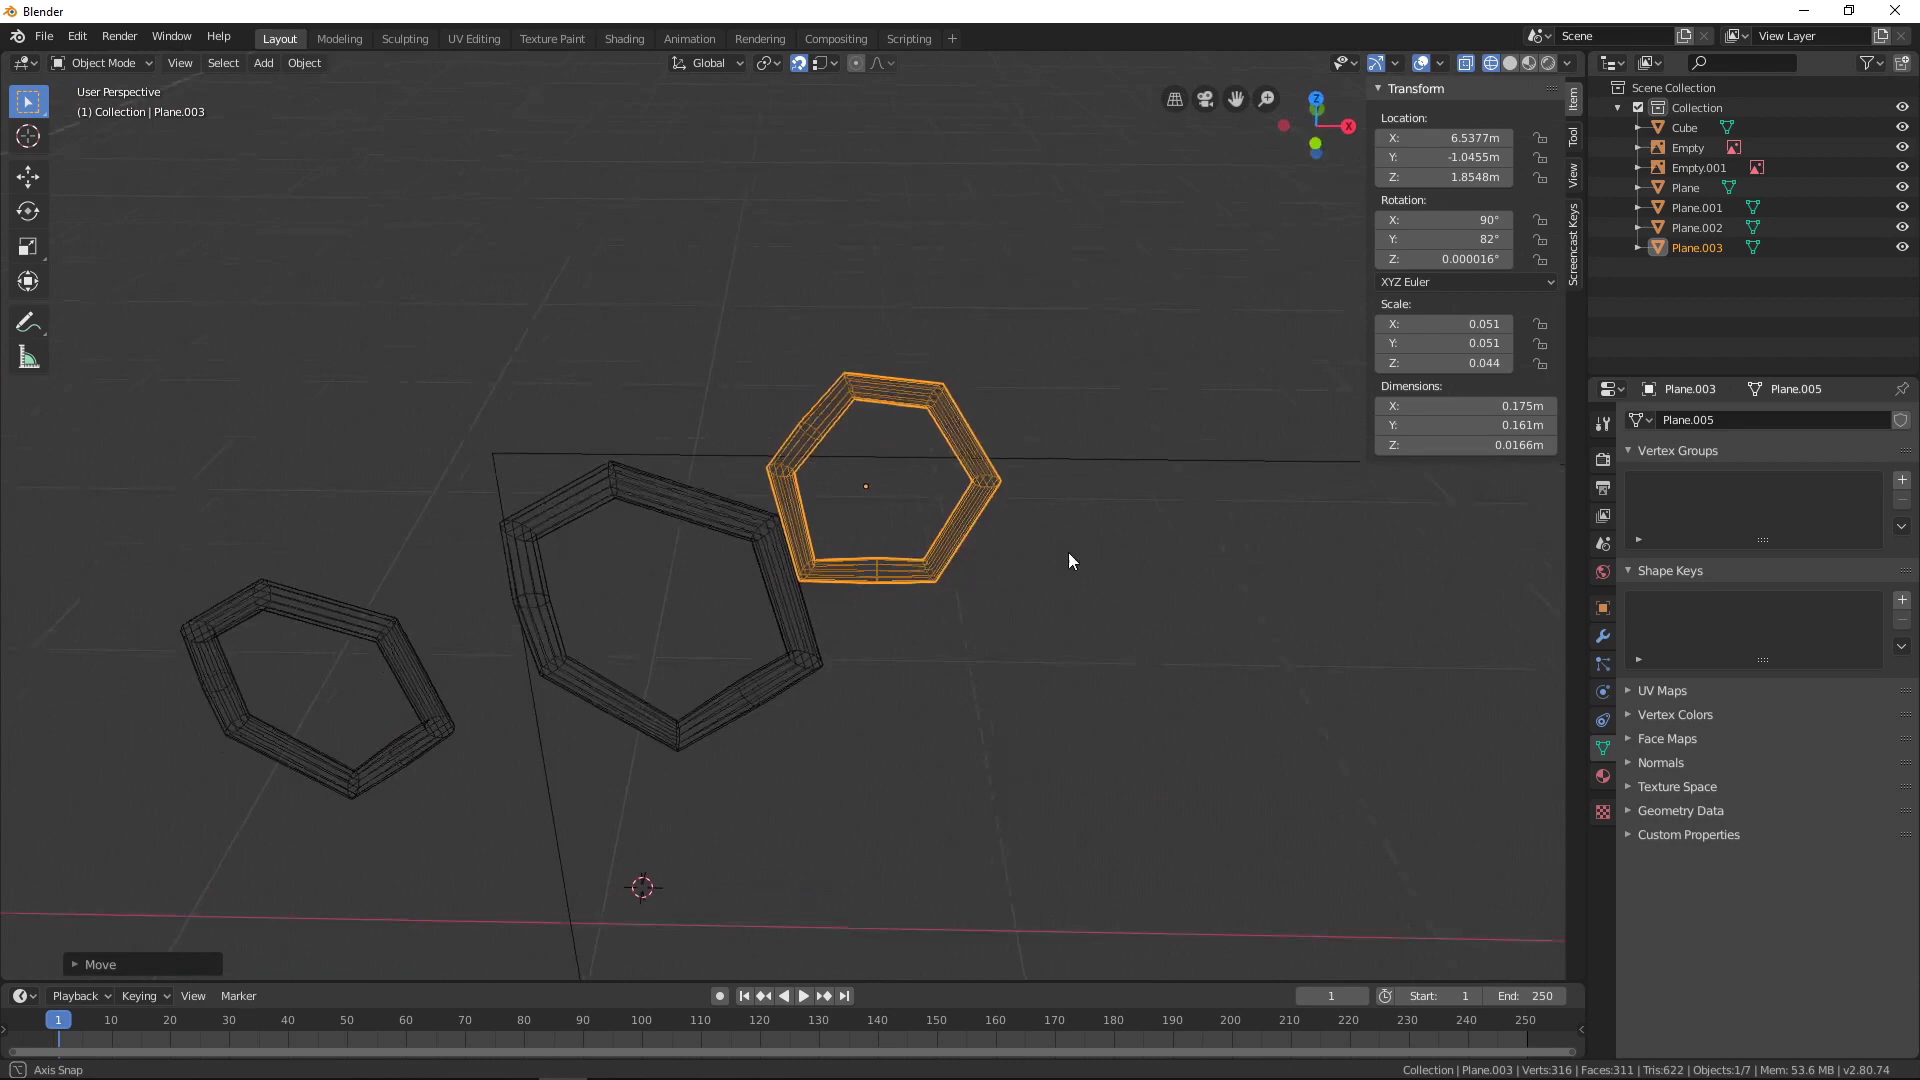 Blender
File Edit Render Window Help Layout Modeling Sculpting UV Editing Texture Paint Shading Animation Rendering Compositing Scripting + Scene View Layer
Object Mode View Select Add Object Global
User Perspective
(1) Collection | Plane.003
Z
X
Transform
Location:
X: 6.5377m
Y: -1.0455m
Z: 1.8548m
Rotation:
X: 90°
Y: 82°
Z: 0.000016°
XYZ Euler
Scale:
X: 0.051
Y: 0.051
Z: 0.044
Dimensions:
X: 0.175m
Y: 0.161m
Z: 0.0166m
Item
Tool
View
Screencast Keys
Scene Collection
Collection
Cube
Empty
Empty.001
Plane
Plane.001
Plane.002
Plane.003
Plane.003 Plane.005
Plane.005
Vertex Groups
Shape Keys
UV Maps
Vertex Colors
Face Maps
Normals
Texture Space
Geometry Data
Custom Properties
Move
Playback Keying View Marker 1 Start: 1 End: 250
1 10 20 30 40 50 60 70 80 90 100 110 120 130 140 150 160 170 180 190 200 210 220 230 240 250
Axis Snap
Collection | Plane.003 | Verts:316 | Faces:311 | Tris:622 | Objects:1/7 | Mem: 53.6 MB | v2.80.74